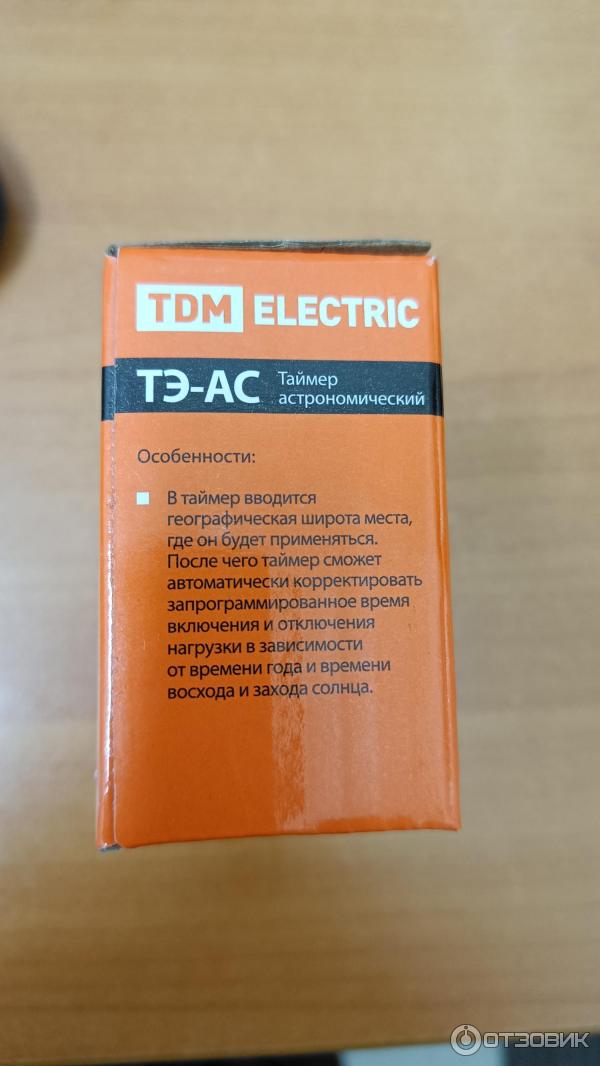 TDM ELECTRIC
ТЭ-АС Таймер
астрономический
Особенности:
В таймер вводится
географическая широта места,
где он будет применяться.
После чего таймер сможет
автоматически корректировать
запрограммированное время
включения и отключения
нагрузки в зависимости
от времени года и времени
восхода и захода солнца.
ОТЗОВИК